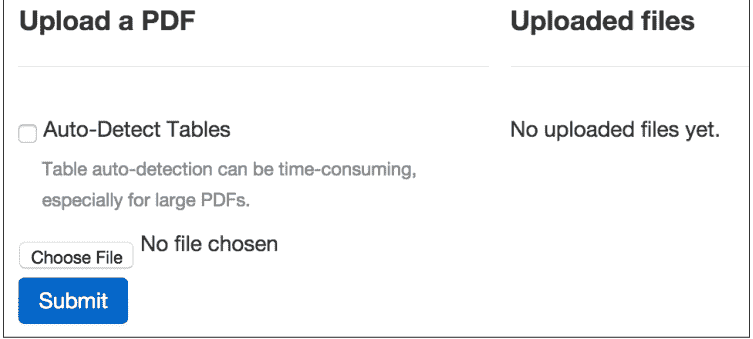 Upload a PDF
Auto-Detect Tables
Table auto-detection can be time-consuming,
especially for large PDFs.
Choose File No file chosen
Submit
Uploaded files
No uploaded files yet.